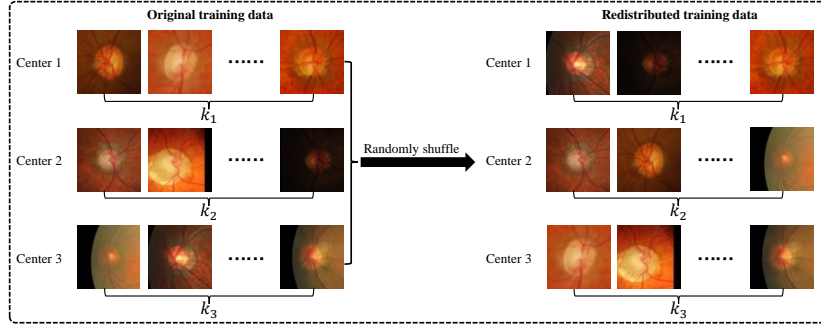 Original training data
Redistributed training data
Center 1
......
k1
Center 1
......
k1
Center 2
......
k2
Randomly shuffle
Center 2
......
k2
Center 3
......
k3
Center 3
......
k3